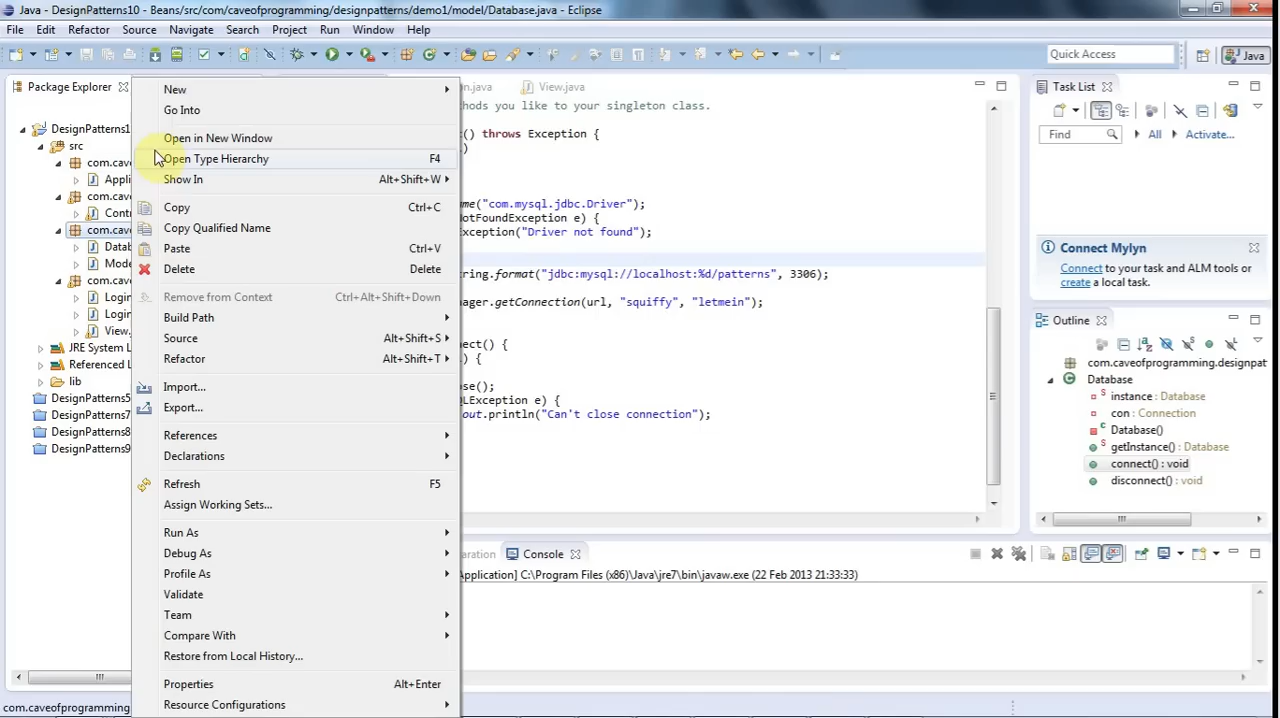 Java - DesignPatterns10 - Beans/src/com/caveofprogramming/designpatterns/demo1/model/Database.java - Eclipse
File Edit Refactor Source Navigate Search Project Run Window Help
Quick Access
Java
Package Explorer
n.java
View.java
Task List
New
Go Into
Open in New Window
Open Type Hierarchy F4
Show In Alt+Shift+W
Copy Ctrl+C
Copy Qualified Name
Paste Ctrl+V
Delete Delete
Remove from Context Ctrl+Alt+Shift+Down
Build Path
Source Alt+Shift+S
Refactor Alt+Shift+T
Import...
Export...
References
Declarations
Refresh F5
Assign Working Sets...
Run As
Debug As
Profile As
Validate
Team
Compare With
Restore from Local History...
Properties Alt+Enter
Resource Configurations
DesignPatterns1
src
com.cave
Appli
com.cave
Contr
com.cave
Datab
Mode
com.cave
Login
Login
View.
JRE System L
Referenced L
lib
DesignPatterns5
DesignPatterns7
DesignPatterns8
DesignPatterns9
com.caveofprogramming
hods you like to your singleton class.
t() throws Exception {
)
me("com.mysql.jdbc.Driver");
NotFoundException e) {
xception("Driver not found");
tring.format("jdbc:mysql://localhost:%d/patterns", 3306);
nager.getConnection(url, "squiffy", "letmein");
nect() {
) {
se();
QLException e) {
out.println("Can't close connection");
Find All Activate...
Connect Mylyn
Connect to your task and ALM tools or
create a local task.
Outline
com.caveofprogramming.designpat
Database
instance : Database
con : Connection
Database()
getInstance() : Database
connect() : void
disconnect() : void
aration
Console
Application] C:\Program Files (x86)\Java\jre7\bin\javaw.exe (22 Feb 2013 21:33:33)